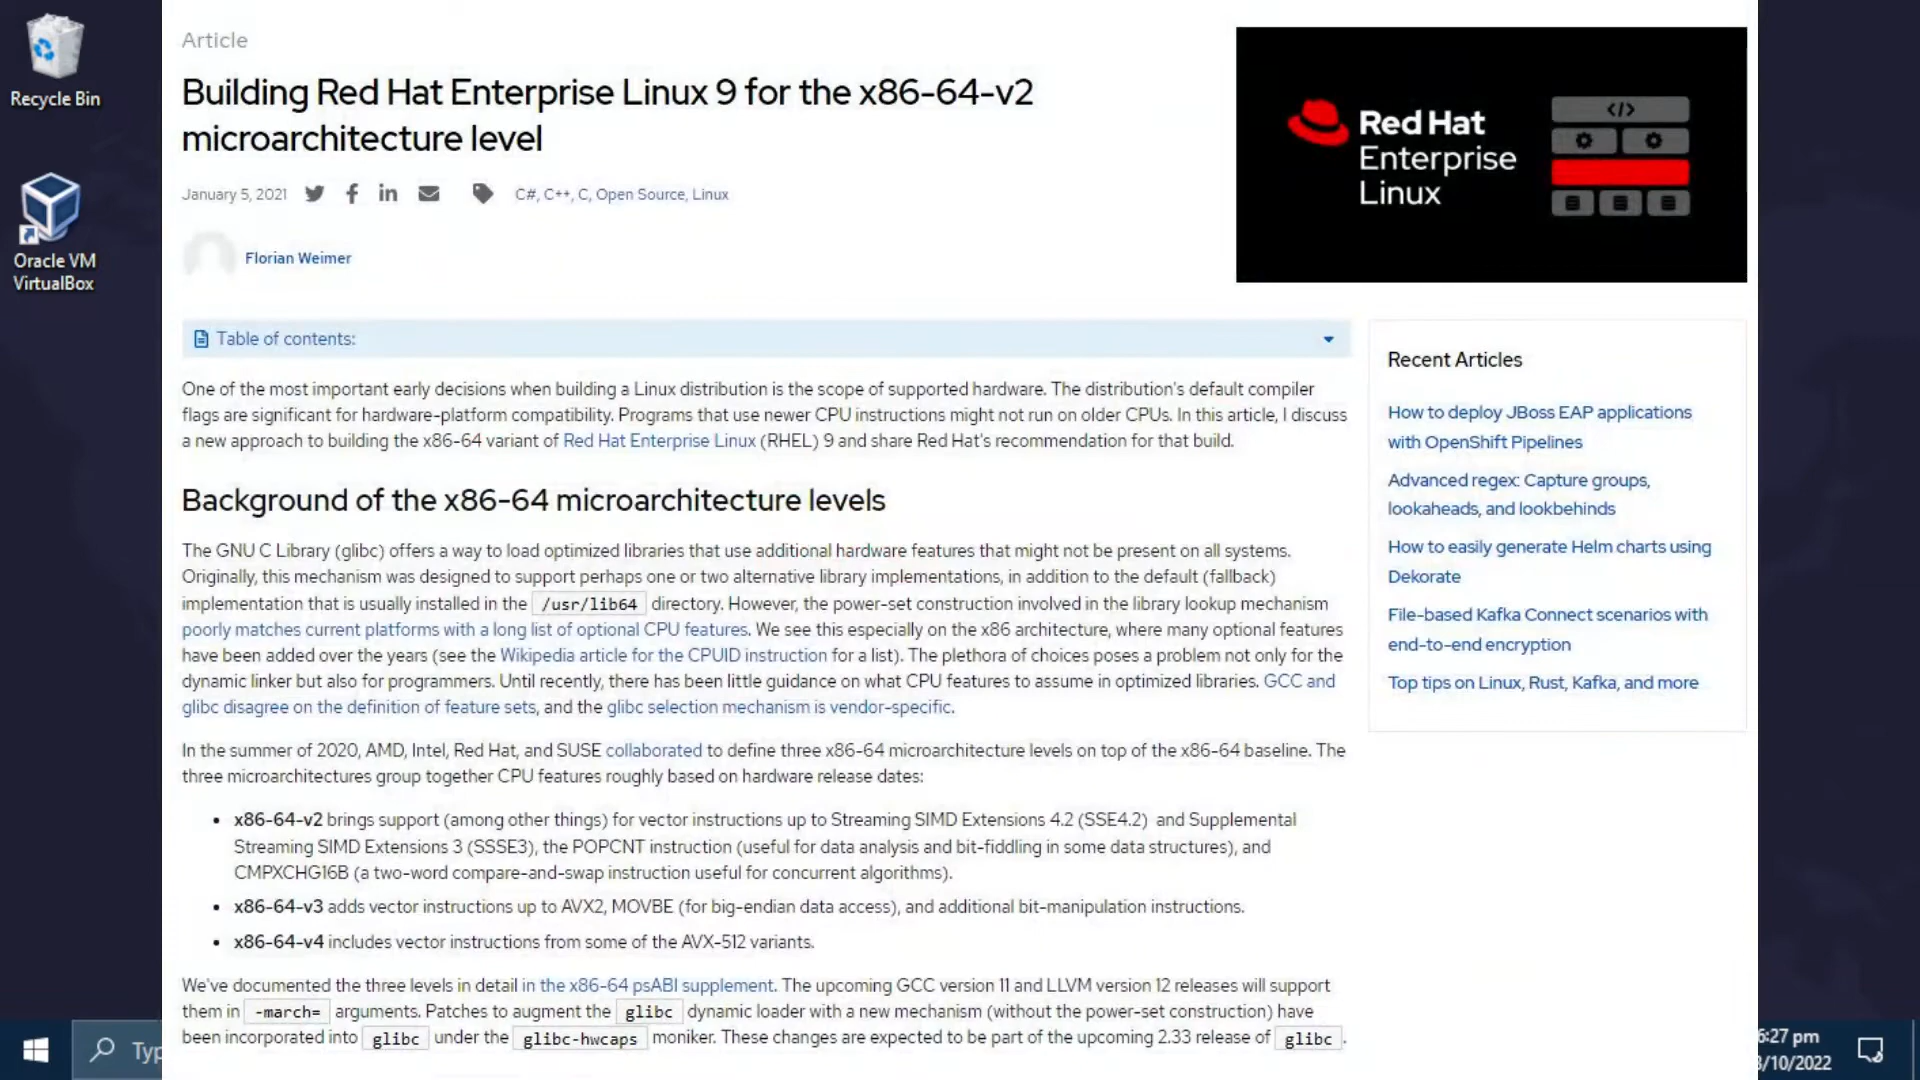 Recycle Bin
Oracle VM
VirtualBox
Article
Building Red Hat Enterprise Linux 9 for the x86-64-v2
microarchitecture level
January 5, 2021
C#, C++, C, Open Source, Linux
Florian Weimer
Red Hat
Enterprise
Linux
</>
Table of contents:
One of the most important early decisions when building a Linux distribution is the scope of supported hardware. The distribution's default compiler
flags are significant for hardware-platform compatibility. Programs that use newer CPU instructions might not run on older CPUs. In this article, I discuss
a new approach to building the x86-64 variant of Red Hat Enterprise Linux (RHEL) 9 and share Red Hat's recommendation for that build.
Background of the x86-64 microarchitecture levels
The GNU C Library (glibc) offers a way to load optimized libraries that use additional hardware features that might not be present on all systems.
Originally, this mechanism was designed to support perhaps one or two alternative library implementations, in addition to the default (fallback)
implementation that is usually installed in the /usr/lib64 directory. However, the power-set construction involved in the library lookup mechanism
poorly matches current platforms with a long list of optional CPU features. We see this especially on the x86 architecture, where many optional features
have been added over the years (see the Wikipedia article for the CPUID instruction for a list). The plethora of choices poses a problem not only for the
dynamic linker but also for programmers. Until recently, there has been little guidance on what CPU features to assume in optimized libraries. GCC and
glibc disagree on the definition of feature sets, and the glibc selection mechanism is vendor-specific.
In the summer of 2020, AMD, Intel, Red Hat, and SUSE collaborated to define three x86-64 microarchitecture levels on top of the x86-64 baseline. The
three microarchitectures group together CPU features roughly based on hardware release dates:
• x86-64-v2 brings support (among other things) for vector instructions up to Streaming SIMD Extensions 4.2 (SSE4.2) and Supplemental
Streaming SIMD Extensions 3 (SSSE3), the POPCNT instruction (useful for data analysis and bit-fiddling in some data structures), and
CMPXCHG16B (a two-word compare-and-swap instruction useful for concurrent algorithms).
• x86-64-v3 adds vector instructions up to AVX2, MOVBE (for big-endian data access), and additional bit-manipulation instructions.
• x86-64-v4 includes vector instructions from some of the AVX-512 variants.
We've documented the three levels in detail in the x86-64 psABI supplement. The upcoming GCC version 11 and LLVM version 12 releases will support
them in -march= arguments. Patches to augment the glibc dynamic loader with a new mechanism (without the power-set construction) have
been incorporated into glibc under the glibc-hwcaps moniker. These changes are expected to be part of the upcoming 2.33 release of glibc.
Recent Articles
How to deploy JBoss EAP applications
with OpenShift Pipelines
Advanced regex: Capture groups,
lookaheads, and lookbehinds
How to easily generate Helm charts using
Dekorate
File-based Kafka Connect scenarios with
end-to-end encryption
Top tips on Linux, Rust, Kafka, and more
Typ
6:27 pm
/10/2022